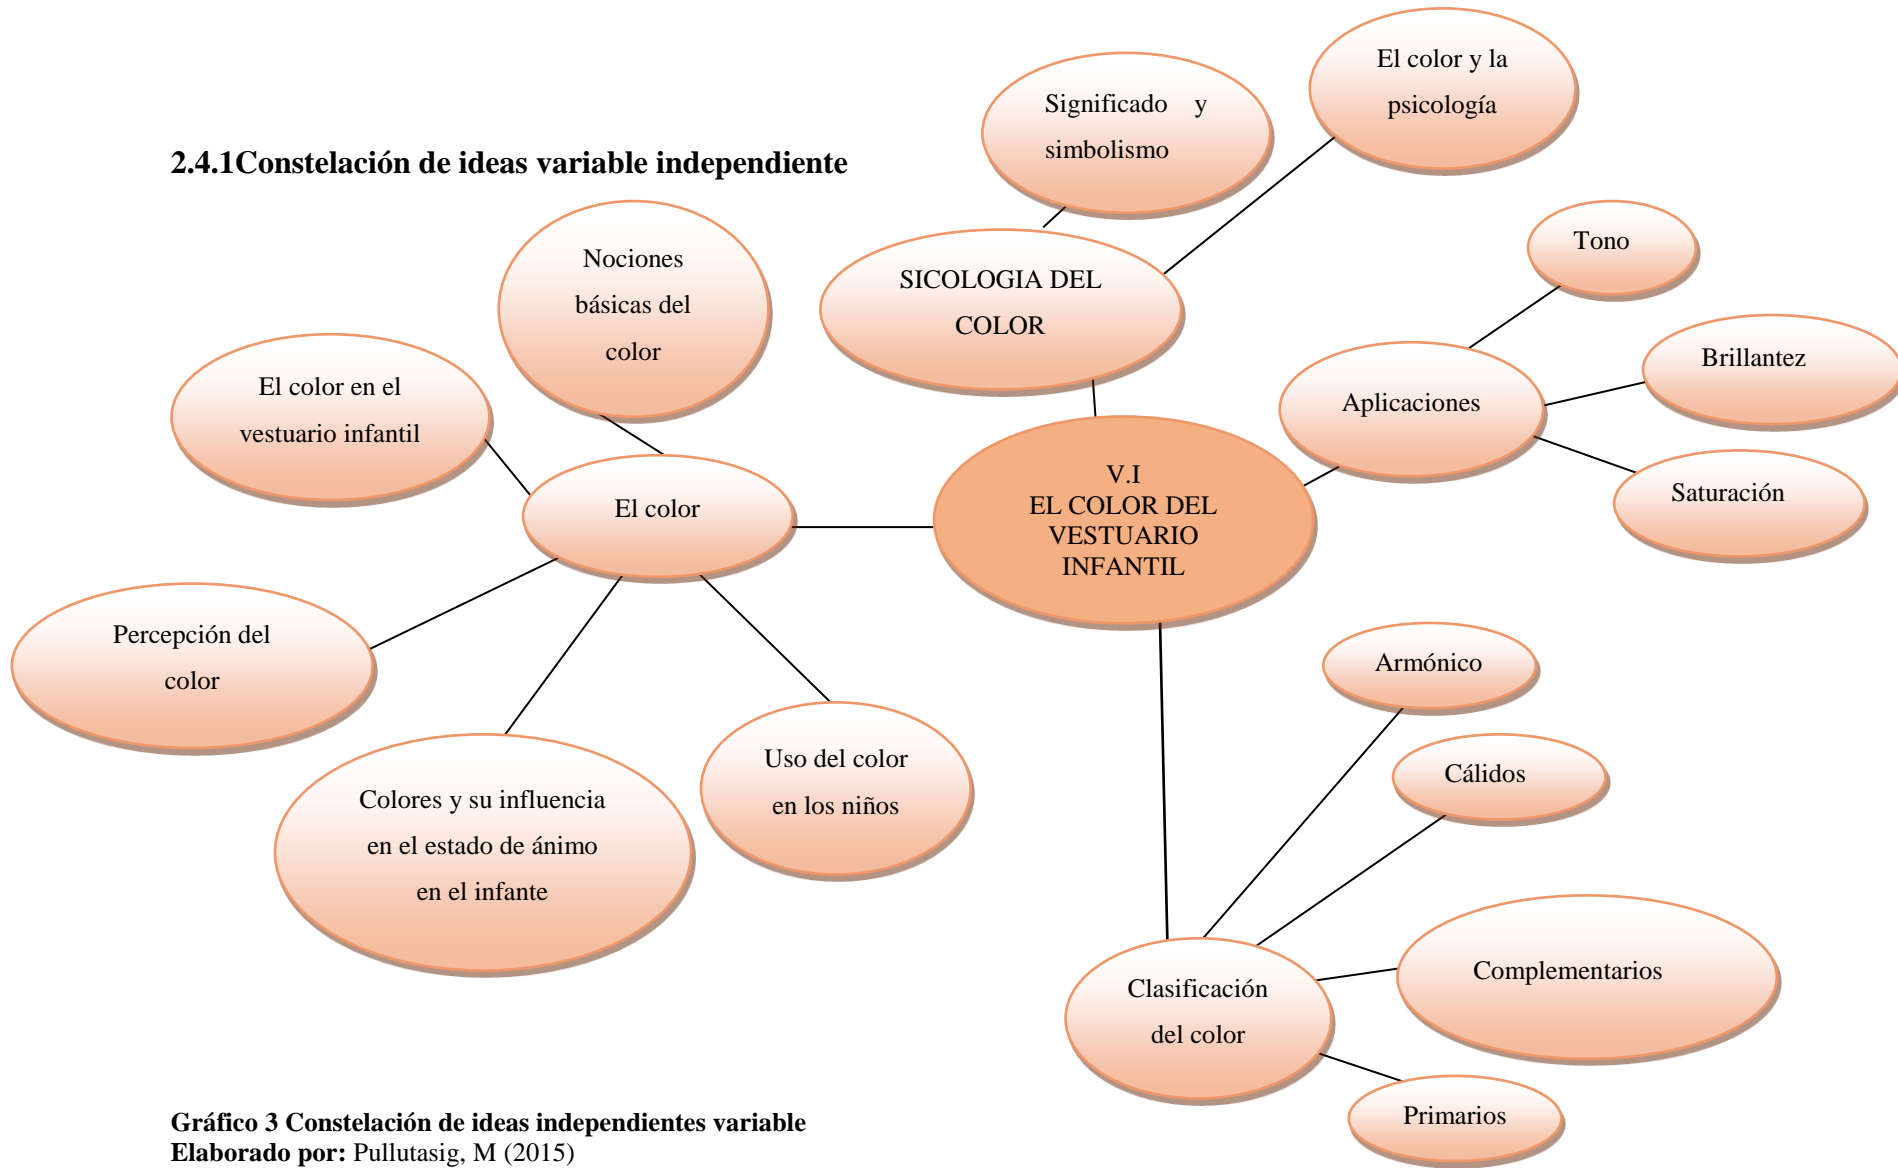 2.4.1Constelación de ideas variable independiente
Significado y
simbolismo
El color y la
psicología
SICOLOGIA DEL
COLOR
Nociones
básicas del
color
El color en el
vestuario infantil
El color
Percepción del
color
Colores y su influencia
en el estado de ánimo
en el infante
Uso del color
en los niños
V.I
EL COLOR DEL
VESTUARIO
INFANTIL
Aplicaciones
Tono
Brillantez
Saturación
Clasificación
del color
Armónico
Cálidos
Complementarios
Primarios
Gráfico 3 Constelación de ideas independientes variable
Elaborado por: Pullutasig, M (2015)